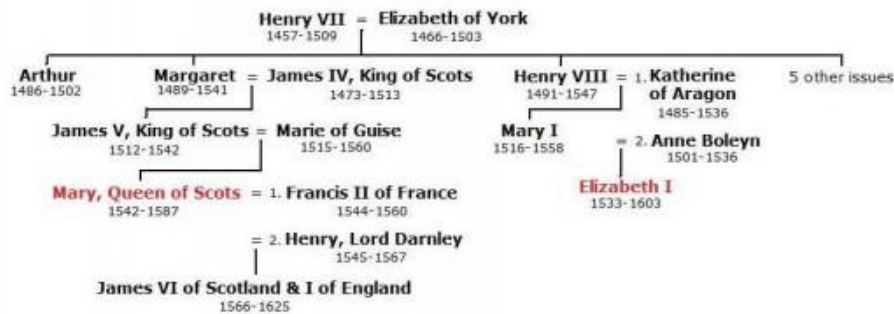 Henry VII = Elizabeth of York
1457-1509 1466-1503
Arthur Margaret = James IV, King of Scots Henry VIII = 1. Katherine of Aragon 5 other issues
1486-1502 1489-1541 1473-1513 1491-1547 1485-1536
James V, King of Scots = Marie of Guise Mary I = 2. Anne Boleyn
1512-1542 1515-1560 1516-1558 1501-1536
Mary, Queen of Scots = 1. Francis II of France Elizabeth I
1542-1587 1544-1560 1533-1603
= 2. Henry, Lord Darnley
1545-1567
James VI of Scotland & I of England
1566-1625